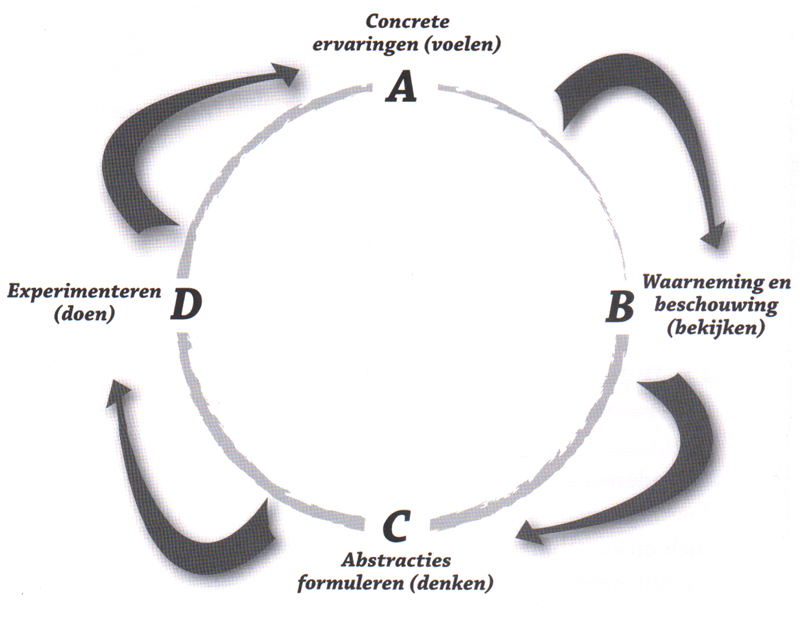 Concrete
ervaringen (voelen)
A
Experimenteren
(doen)
D
B
Waarneming en
beschouwing
(bekijken)
C
Abstracties
formuleren (denken)